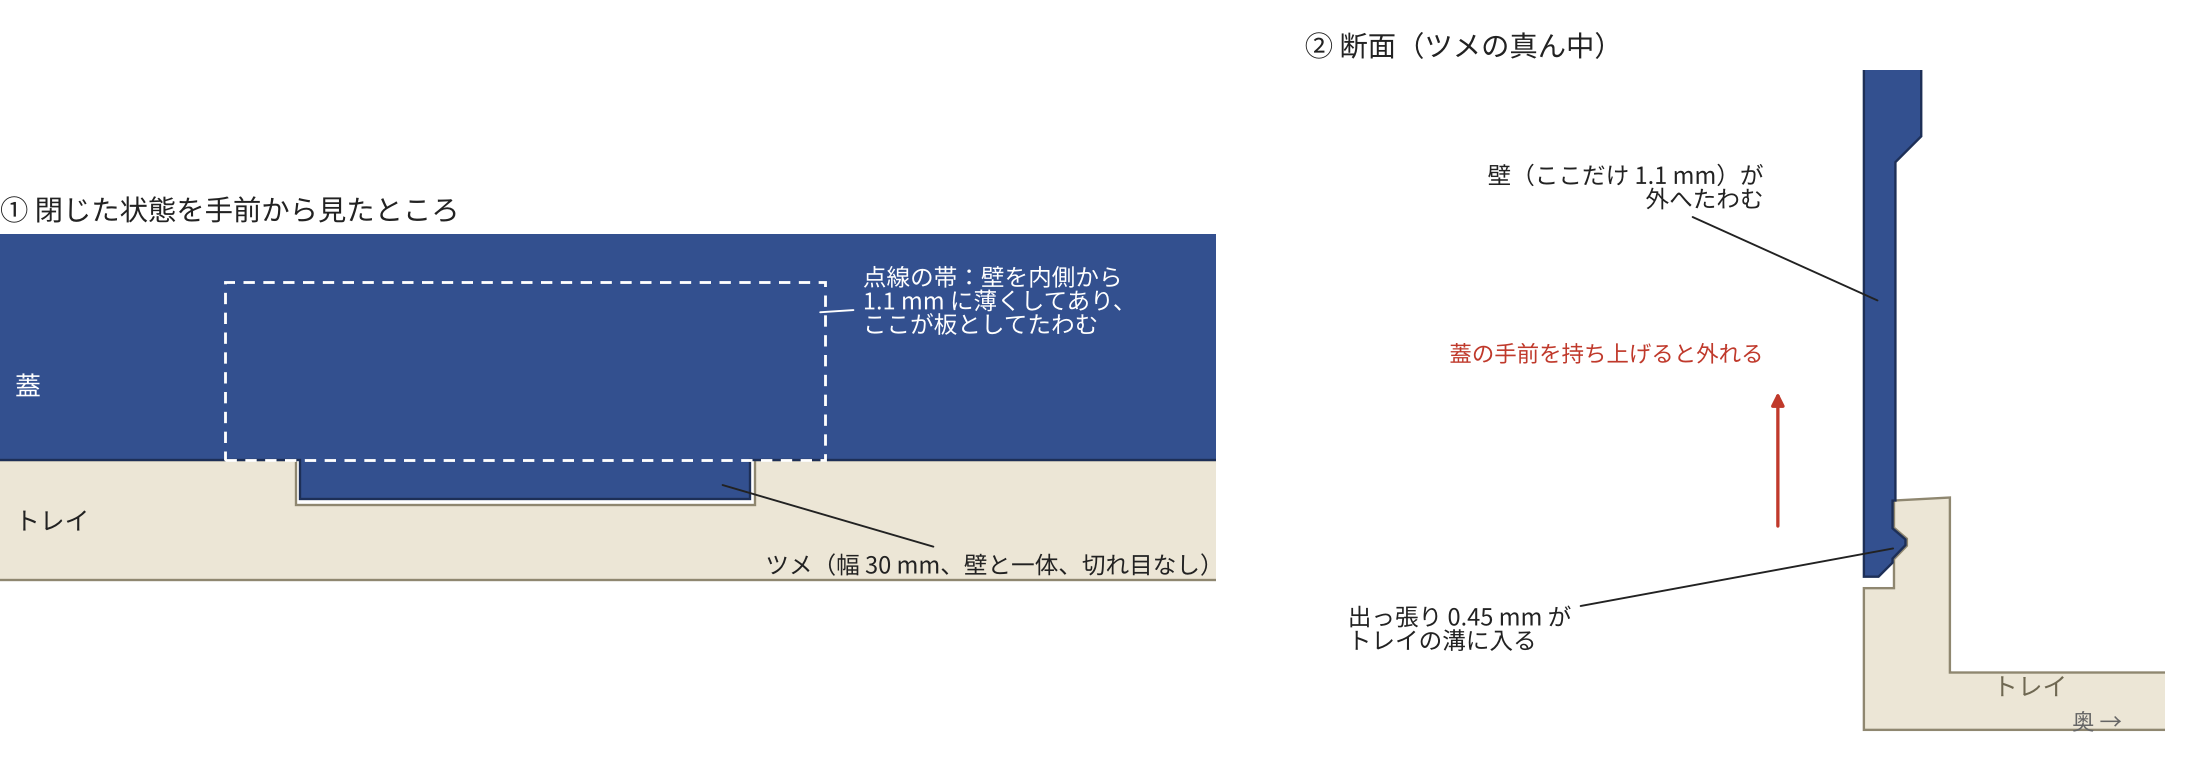 ① 閉じた状態を手前から見たところ
点線の帯：壁を内側から
1.1 mm に薄くしてあり、
ここが板としてたわむ
蓋
トレイ
ツメ（幅 30 mm、壁と一体、切れ目なし）
② 断面（ツメの真ん中）
壁（ここだけ 1.1 mm）が
外へたわむ
蓋の手前を持ち上げると外れる
出っ張り 0.45 mm が
トレイの溝に入る
トレイ
奥 →